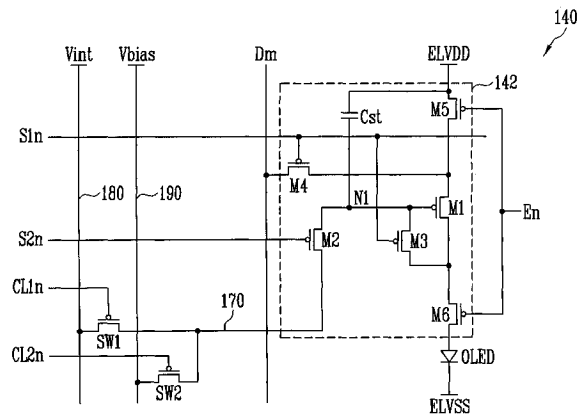 140
Vint Vbias Dm ELVDD
142
Cst M5
S1n
M4
180 190 N1 M1 En
S2n M2 M3
CL1n
170 M6
SW1
CL2n OLED
SW2
ELVSS